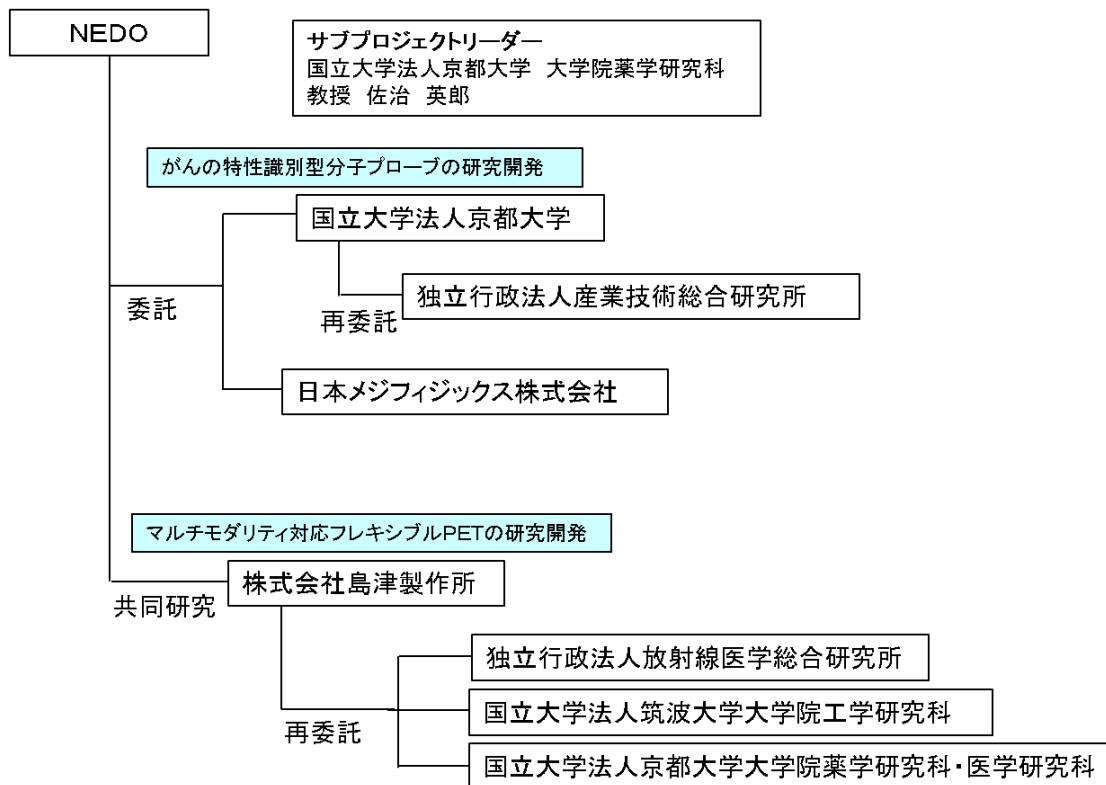 NEDO
サブプロジェクトリーダー
国立大学法人京都大学　大学院薬学研究科
教授　佐治　英郎
がんの特性識別型分子プローブの研究開発
国立大学法人京都大学
委託
独立行政法人産業技術総合研究所
再委託
日本メジフィジックス株式会社
マルチモダリティ対応フレキシブルPETの研究開発
株式会社島津製作所
共同研究
独立行政法人放射線医学総合研究所
国立大学法人筑波大学大学院工学研究科
再委託
国立大学法人京都大学大学院薬学研究科・医学研究科